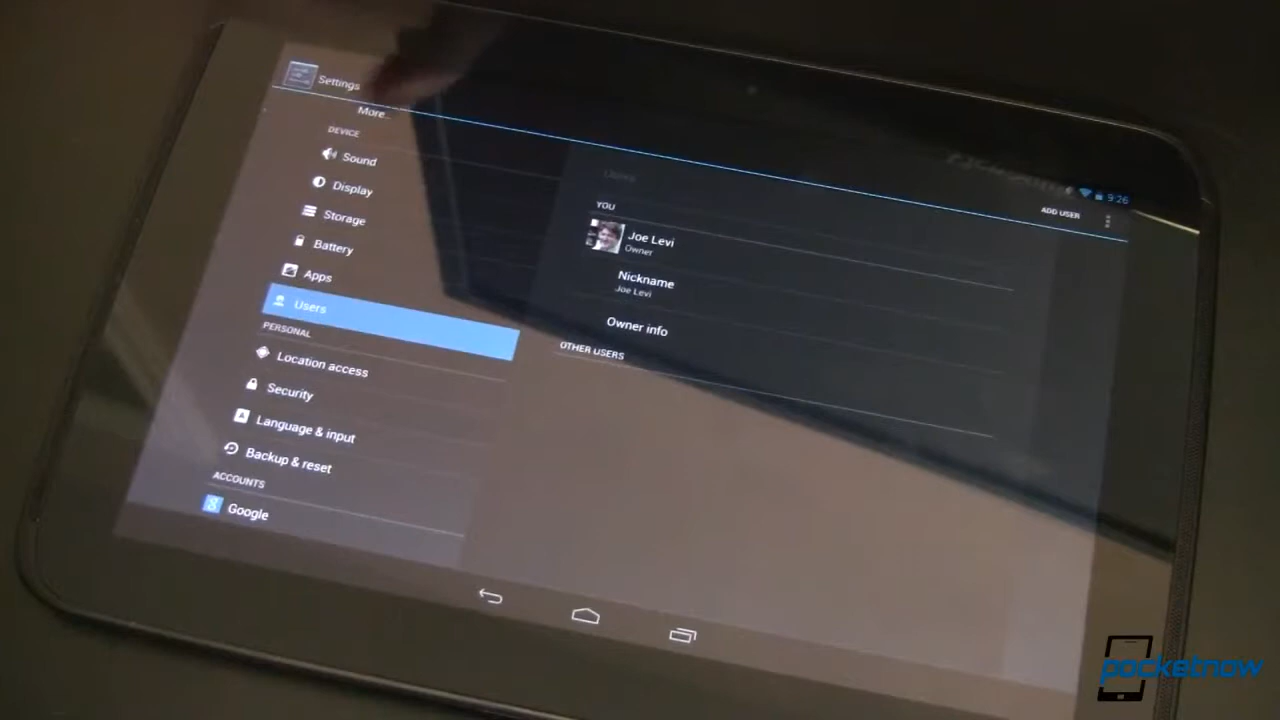 Settings
More...
DEVICE
Sound
Display
Storage
Battery
Apps
Users
PERSONAL
Location access
Security
Language & input
Backup & reset
ACCOUNTS
Google
9:26
ADD USER
Users
YOU
Joe Levi
Owner
Nickname
Joe Levi
Owner info
OTHER USERS
pocketnow